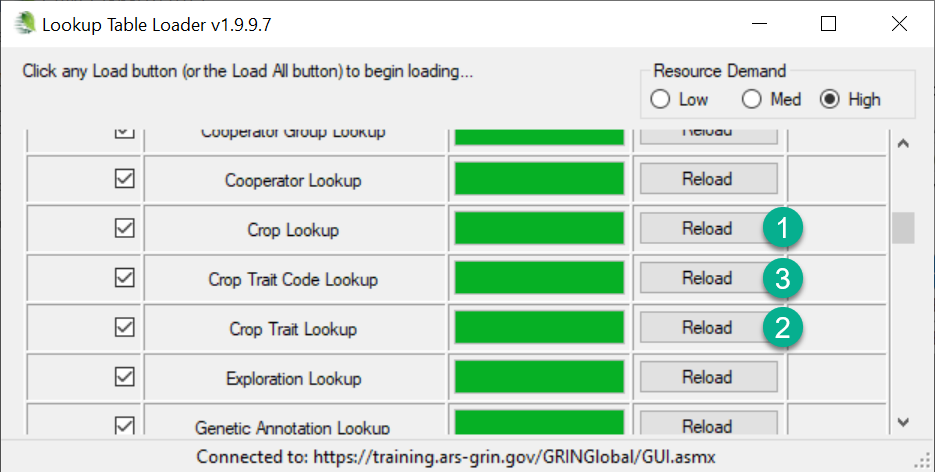 Lookup Table Loader v1.9.9.7
Click any Load button (or the Load All button) to begin loading...
Resource Demand
Low Med High
Cooperator Group Lookup Reload
Cooperator Lookup Reload
Crop Lookup Reload 1
Crop Trait Code Lookup Reload 3
Crop Trait Lookup Reload 2
Exploration Lookup Reload
Genetic Annotation Lookup Reload
Connected to: https://training.ars-grin.gov/GRINGlobal/GUI.asmx